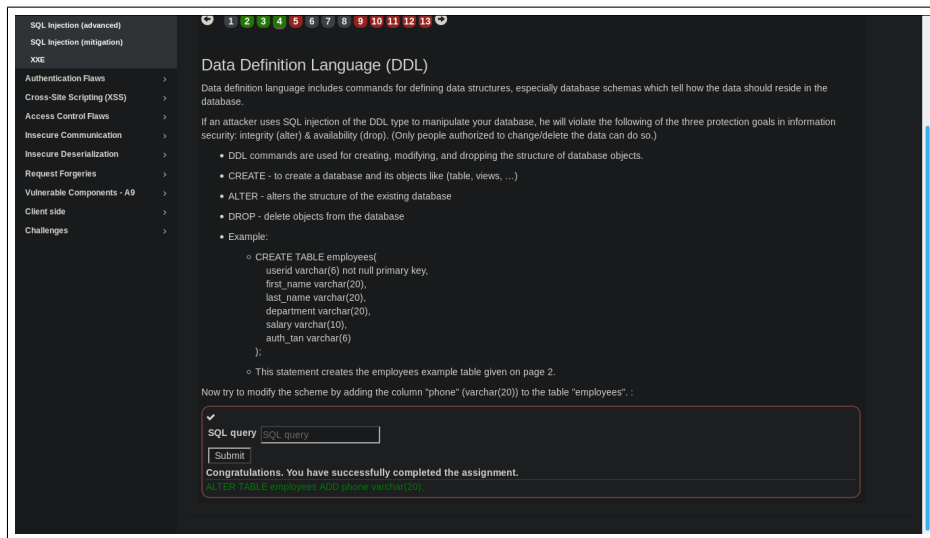 SQL Injection (advanced)
SQL Injection (mitigation)
XXE
Authentication Flaws
Cross-Site Scripting (XSS)
Access Control Flaws
Insecure Communication
Insecure Deserialization
Request Forgeries
Vulnerable Components - A9
Client side
Challenges
1 2 3 4 5 6 7 8 9 10 11 12 13
Data Definition Language (DDL)
Data definition language includes commands for defining data structures, especially database schemas which tell how the data should reside in the
database.
If an attacker uses SQL injection of the DDL type to manipulate your database, he will violate the following of the three protection goals in information
security: integrity (alter) & availability (drop). (Only people authorized to change/delete the data can do so.)
• DDL commands are used for creating, modifying, and dropping the structure of database objects.
• CREATE - to create a database and its objects like (table, views, …)
• ALTER - alters the structure of the existing database
• DROP - delete objects from the database
• Example:
◦ CREATE TABLE employees(
userid varchar(6) not null primary key,
first_name varchar(20),
last_name varchar(20),
department varchar(20),
salary varchar(10),
auth_tan varchar(6)
);
◦ This statement creates the employees example table given on page 2.
Now try to modify the scheme by adding the column "phone" (varchar(20)) to the table "employees". :
✔
SQL query SQL query
Submit
Congratulations. You have successfully completed the assignment.
ALTER TABLE employees ADD phone varchar(20);